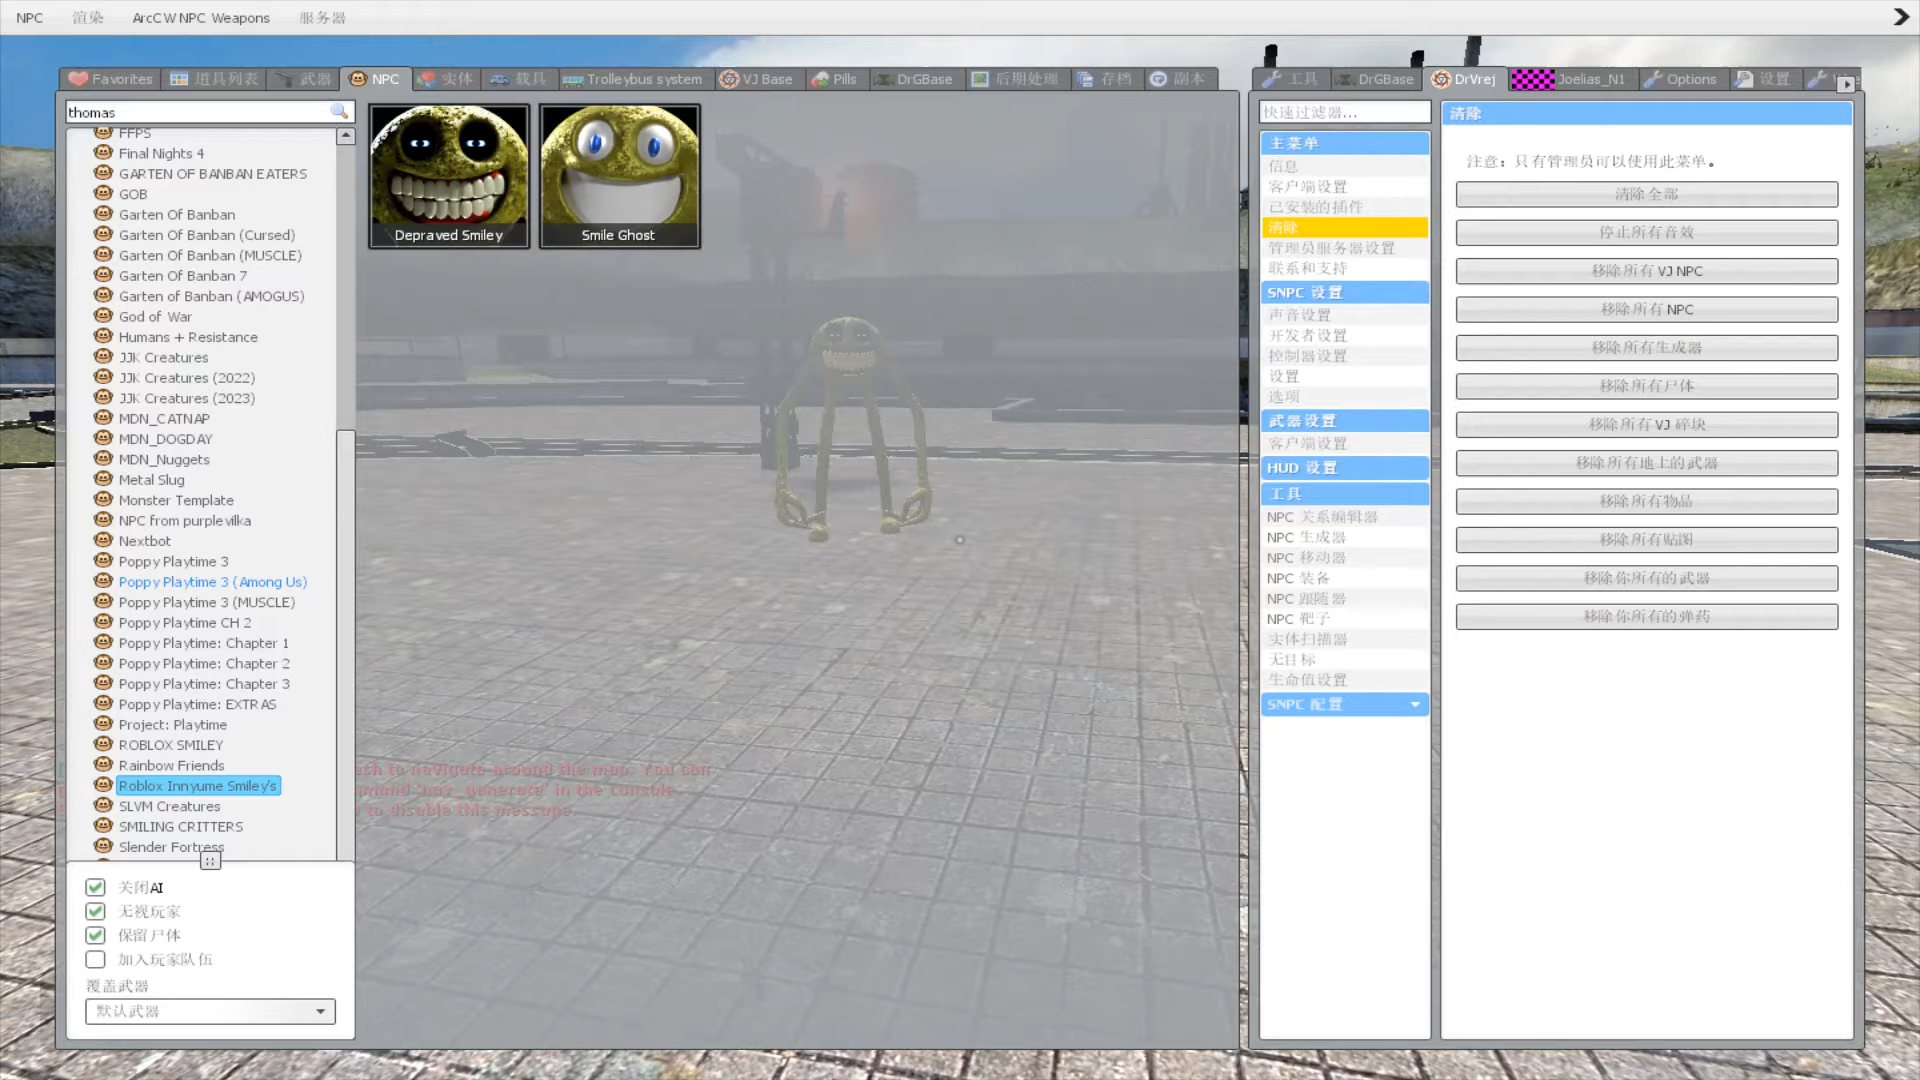 NPC 渲染 ArcCW NPC Weapons 服务器
Favorites 道具列表 武器 NPC 实体 载具 Trolleybus system VJ Base Pills DrGBase 后期处理 存档 副本
工具 DrGBase DrVrej Joelias_N1 Options 设置
thomas
FFPS
Final Nights 4
GARTEN OF BANBAN EATERS
GOB
Garten Of Banban
Garten Of Banban (Cursed)
Garten Of Banban (MUSCLE)
Garten Of Banban 7
Garten of Banban (AMOGUS)
God of War
Humans + Resistance
JJK Creatures
JJK Creatures (2022)
JJK Creatures (2023)
MDN_CATNAP
MDN_DOGDAY
MDN_Nuggets
Metal Slug
Monster Template
NPC from purplevilka
Nextbot
Poppy Playtime 3
Poppy Playtime 3 (Among Us)
Poppy Playtime 3 (MUSCLE)
Poppy Playtime CH 2
Poppy Playtime: Chapter 1
Poppy Playtime: Chapter 2
Poppy Playtime: Chapter 3
Poppy Playtime: EXTRAS
Project: Playtime
ROBLOX SMILEY
Rainbow Friends
Roblox Innyume Smiley's
SLVM Creatures
SMILING CRITTERS
Slender Fortress
关闭AI
无视玩家
保留尸体
加入玩家队伍
覆盖武器
默认武器
Depraved Smiley
Smile Ghost
to navigate around the map. You can
'nav_generate' in the console
to disable this message.
快速过滤器...
主菜单
信息
客户端设置
已安装的插件
清除
管理员服务器设置
联系和支持
SNPC 设置
声音设置
开发者设置
控制器设置
设置
选项
武器设置
客户端设置
HUD 设置
工具
NPC 关系编辑器
NPC 生成器
NPC 移动器
NPC 装备
NPC 跟随器
NPC 靶子
实体扫描器
无目标
生命值设置
SNPC 配置
清除
注意：只有管理员可以使用此菜单。
清除全部
停止所有音效
移除所有 VJ NPC
移除所有 NPC
移除所有生成器
移除所有尸体
移除所有 VJ 碎块
移除所有地上的武器
移除所有物品
移除所有贴图
移除你所有的武器
移除你所有的弹药